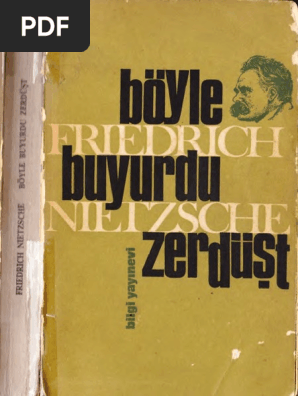 PDF
böyle
FRIEDRICH
buyurdu
NIETZSCHE
zerdüşt
bilgi yayınevi
FRIEDRICH NIETZSCHE BÖYLE BUYURDU ZERDÜŞT